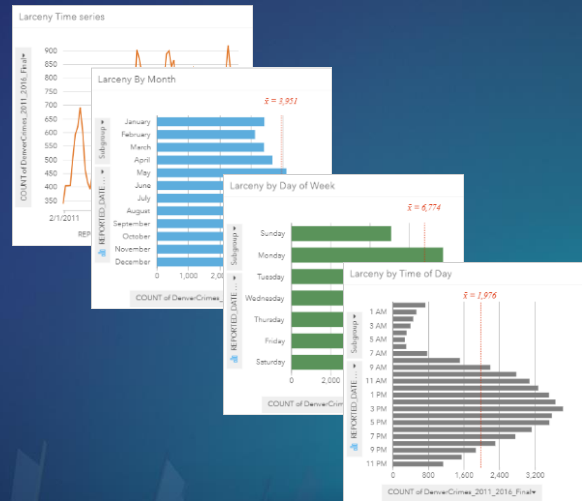 Larceny Time series
900
850
800
750
700
650
600
550
500
450
400
350
COUNT of DenverCrimes_2011_2016_Final
2/1/2011
REP
Larceny By Month
x̄ = 3,951
January
February
March
April
May
June
July
August
September
October
November
December
Subgroup
REPORTED_DATE ...
0 1,000 2,0
COUNT of DenverCrimes_
Larceny by Day of Week
x̄ = 6,774
Sunday
Monday
Tuesday
Wednesday
Thursday
Friday
Saturday
Subgroup
REPORTED_DATE ...
0 2,000
COUNT of DenverCrim
Larceny by Time of Day
x̄ = 1,976
1 AM
3 AM
5 AM
7 AM
9 AM
11 AM
1 PM
3 PM
5 PM
7 PM
9 PM
11 PM
Subgroup
REPORTED_DATE ...
0 800 1,600 2,400 3,200
COUNT of DenverCrimes_2011_2016_Final